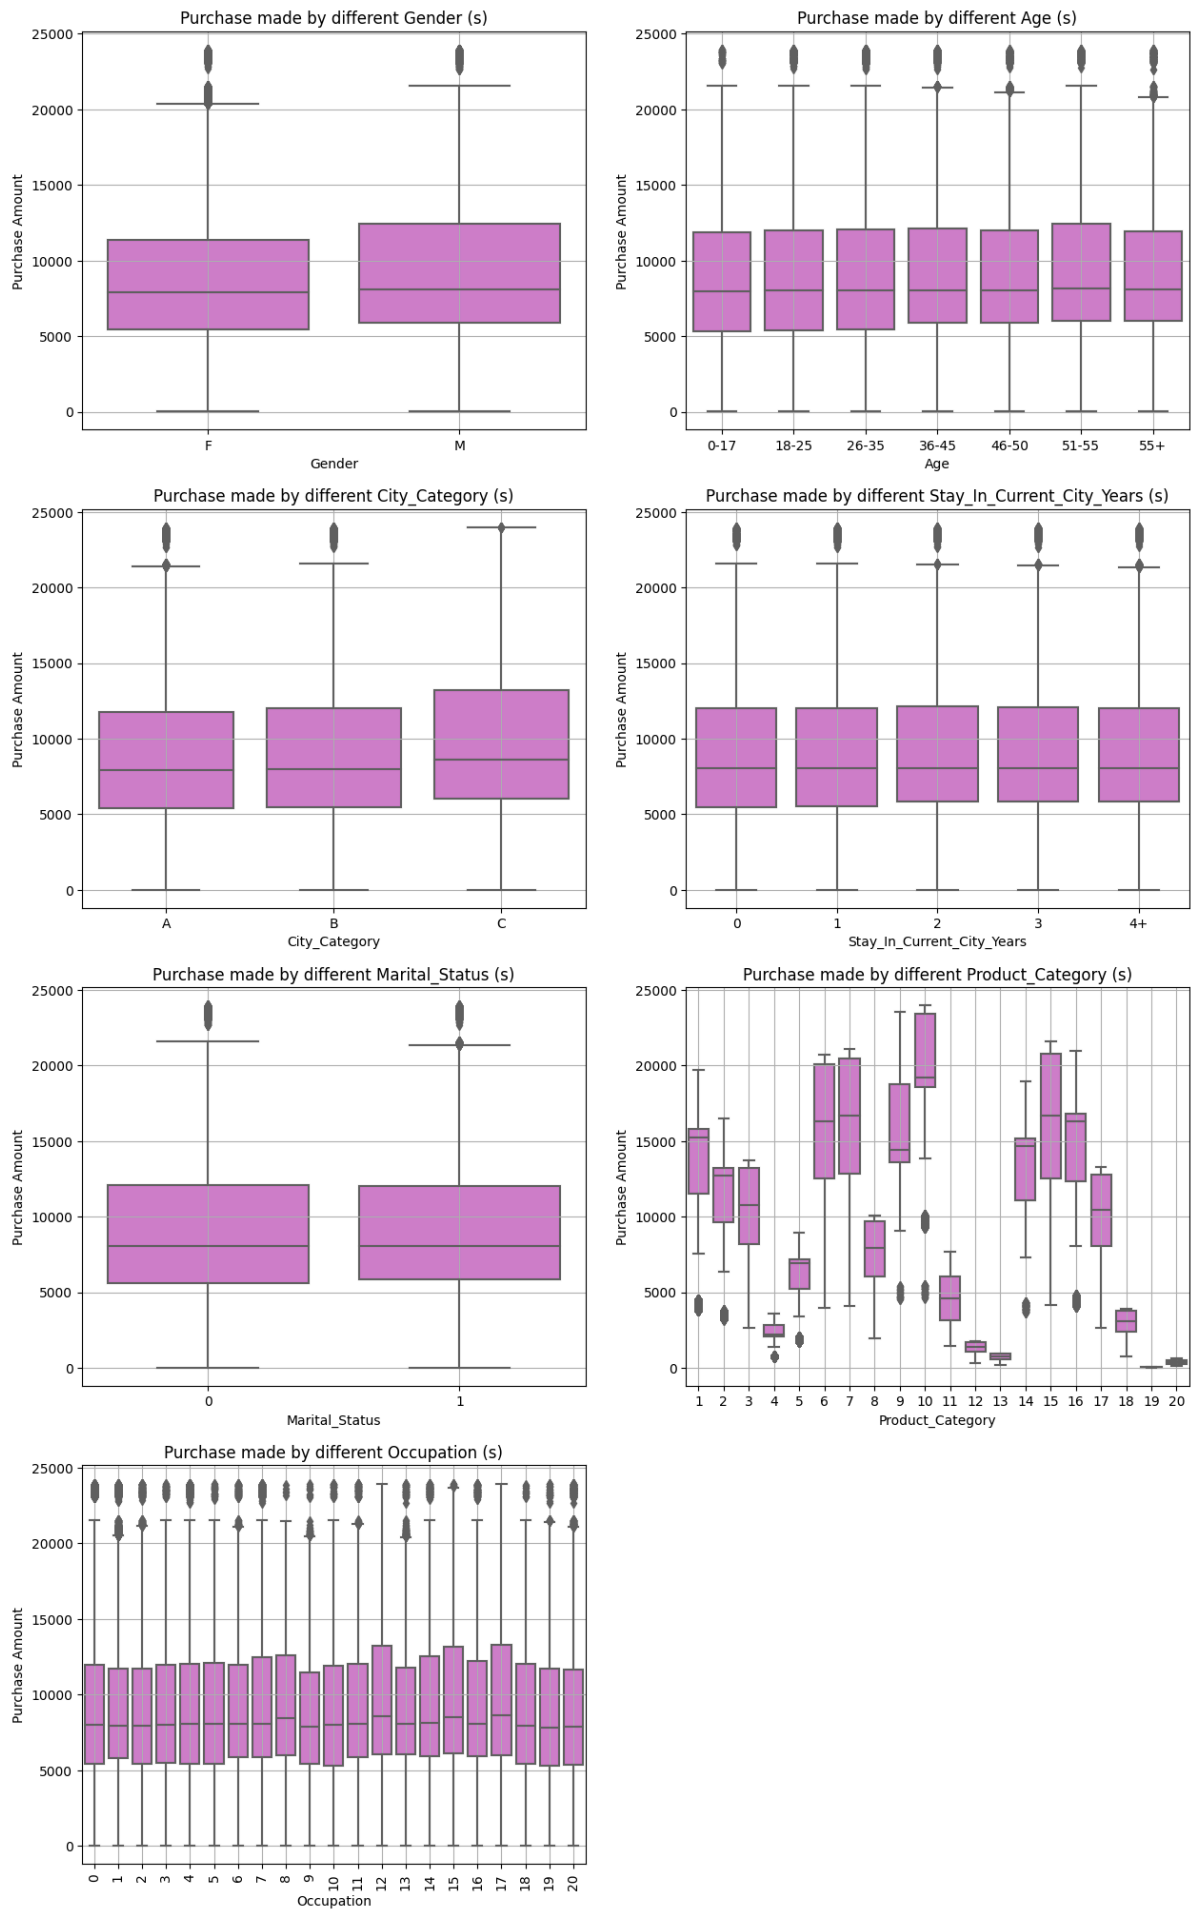 Purchase made by different Gender (s)
25000
20000
15000
10000
5000
0
Purchase Amount
F M
Gender
Purchase made by different Age (s)
25000
20000
15000
10000
5000
0
Purchase Amount
0-17 18-25 26-35 36-45 46-50 51-55 55+
Age
Purchase made by different City_Category (s)
25000
20000
15000
10000
5000
0
Purchase Amount
A B C
City_Category
Purchase made by different Stay_In_Current_City_Years (s)
25000
20000
15000
10000
5000
0
Purchase Amount
0 1 2 3 4+
Stay_In_Current_City_Years
Purchase made by different Marital_Status (s)
25000
20000
15000
10000
5000
0
Purchase Amount
0 1
Marital_Status
Purchase made by different Product_Category (s)
25000
20000
15000
10000
5000
0
Purchase Amount
1 2 3 4 5 6 7 8 9 10 11 12 13 14 15 16 17 18 19 20
Product_Category
Purchase made by different Occupation (s)
25000
20000
15000
10000
5000
0
Purchase Amount
0 1 2 3 4 5 6 7 8 9 10 11 12 13 14 15 16 17 18 19 20
Occupation